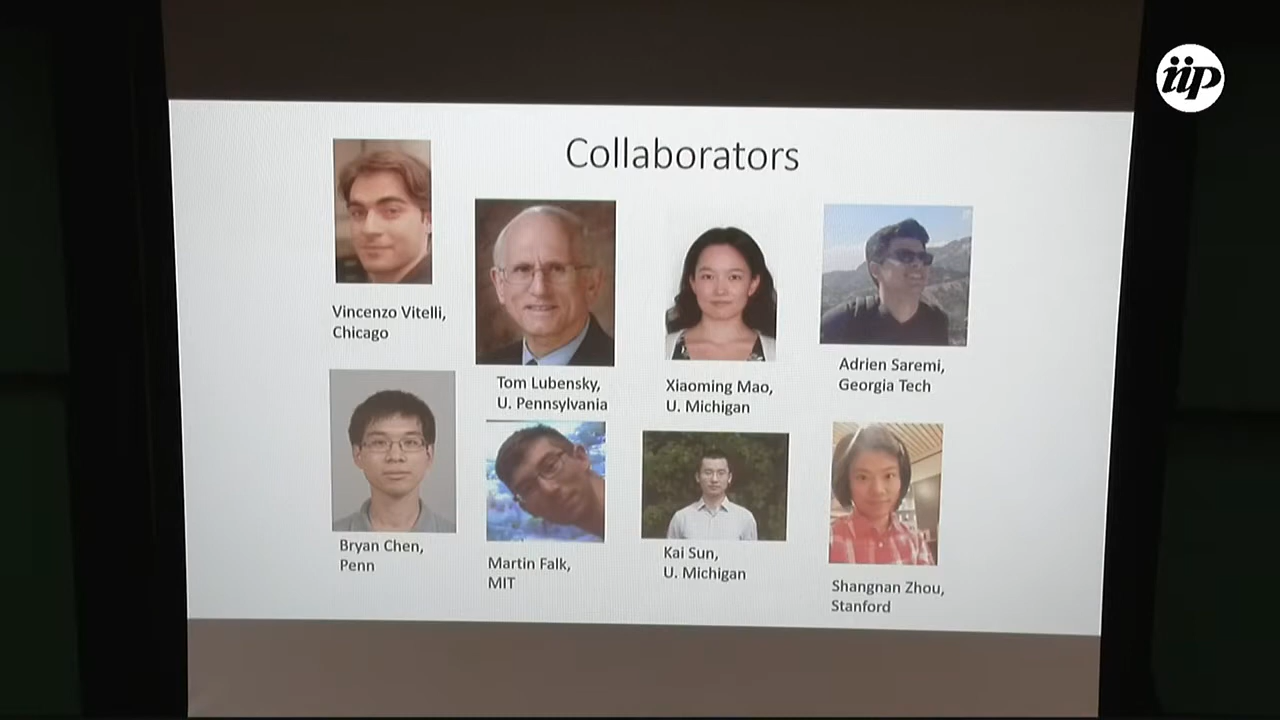 iip
Collaborators
Vincenzo Vitelli,
Chicago
Tom Lubensky,
U. Pennsylvania
Xiaoming Mao,
U. Michigan
Adrien Saremi,
Georgia Tech
Bryan Chen,
Penn
Martin Falk,
MIT
Kai Sun,
U. Michigan
Shangnan Zhou,
Stanford